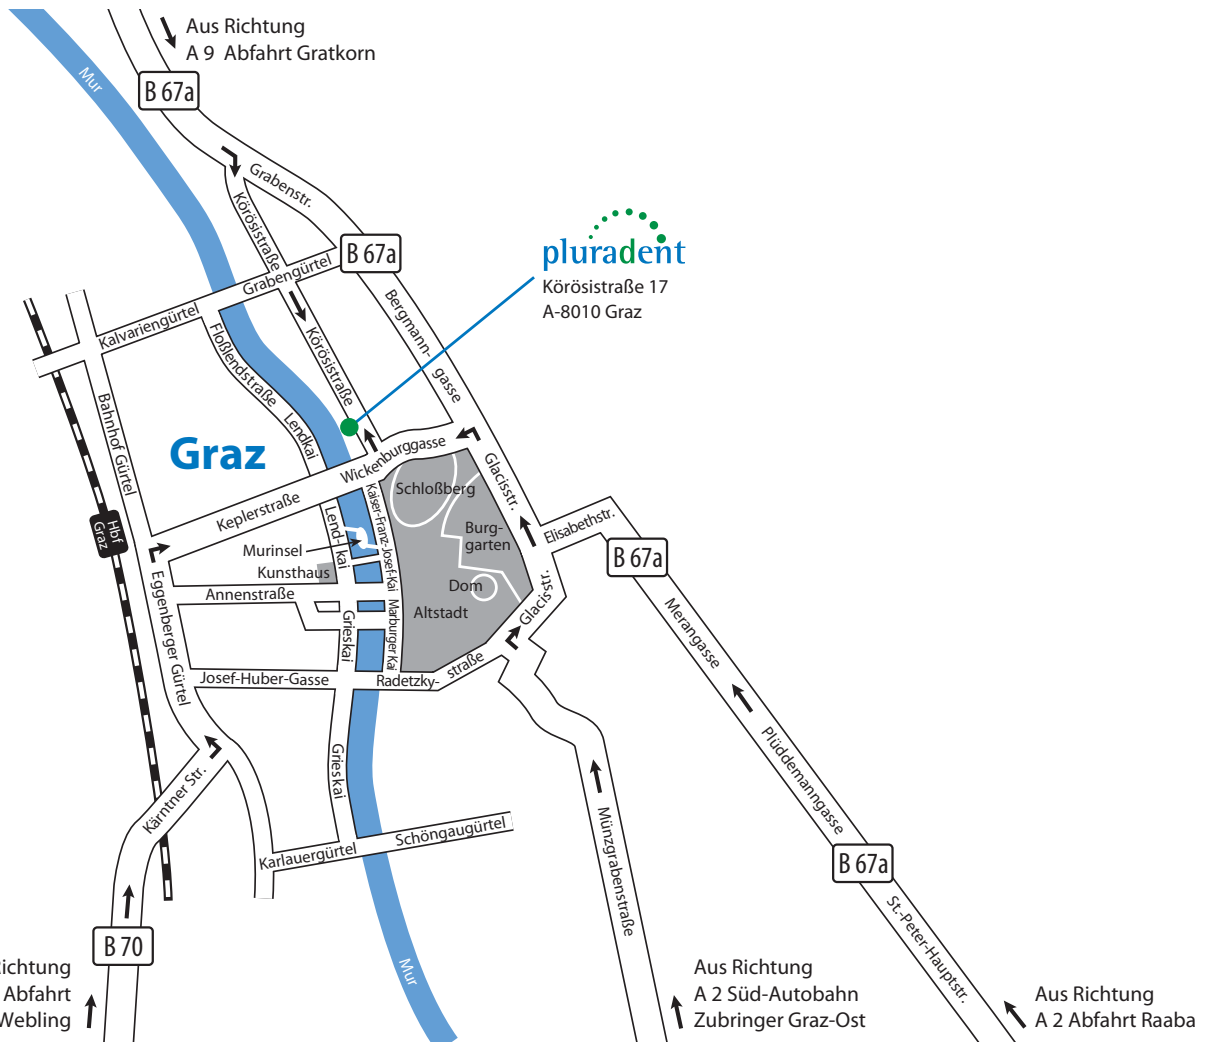 Aus Richtung
A 9 Abfahrt Gratkorn
Mur
B 67a
Grabenstr.
Körösistraße
pluradent
Körösistraße 17
A-8010 Graz
B 67a
Grabengürtel
Kalvariengürtel
Bergmann-
gasse
Körösistraße
Floßlendstraße
Lendkai
Bahnhof Gürtel
Graz
Wickenburggasse
Keplerstraße
Glacisstr.
Schloßberg
Kaiser-Franz-Josef-Kai
Lend-kai
Burg-
garten
Elisabethstr.
Hbf
Graz
Murinsel
Kunsthaus
B 67a
Eggenberger Gürtel
Annenstraße
Dom
Altstadt
Glacisstr.
Grieskai
Marburger Kai
Merangasse
Josef-Huber-Gasse
Radetzky-
straße
Grieskai
Kärntner Str.
Plüddemanngasse
Münzgrabenstraße
Schöngaugürtel
Karlauergürtel
B 67a
St.-Peter-Hauptstr.
B 70
Mur
Richtung
Abfahrt
Webling
Aus Richtung
A 2 Süd-Autobahn
Zubringer Graz-Ost
Aus Richtung
A 2 Abfahrt Raaba